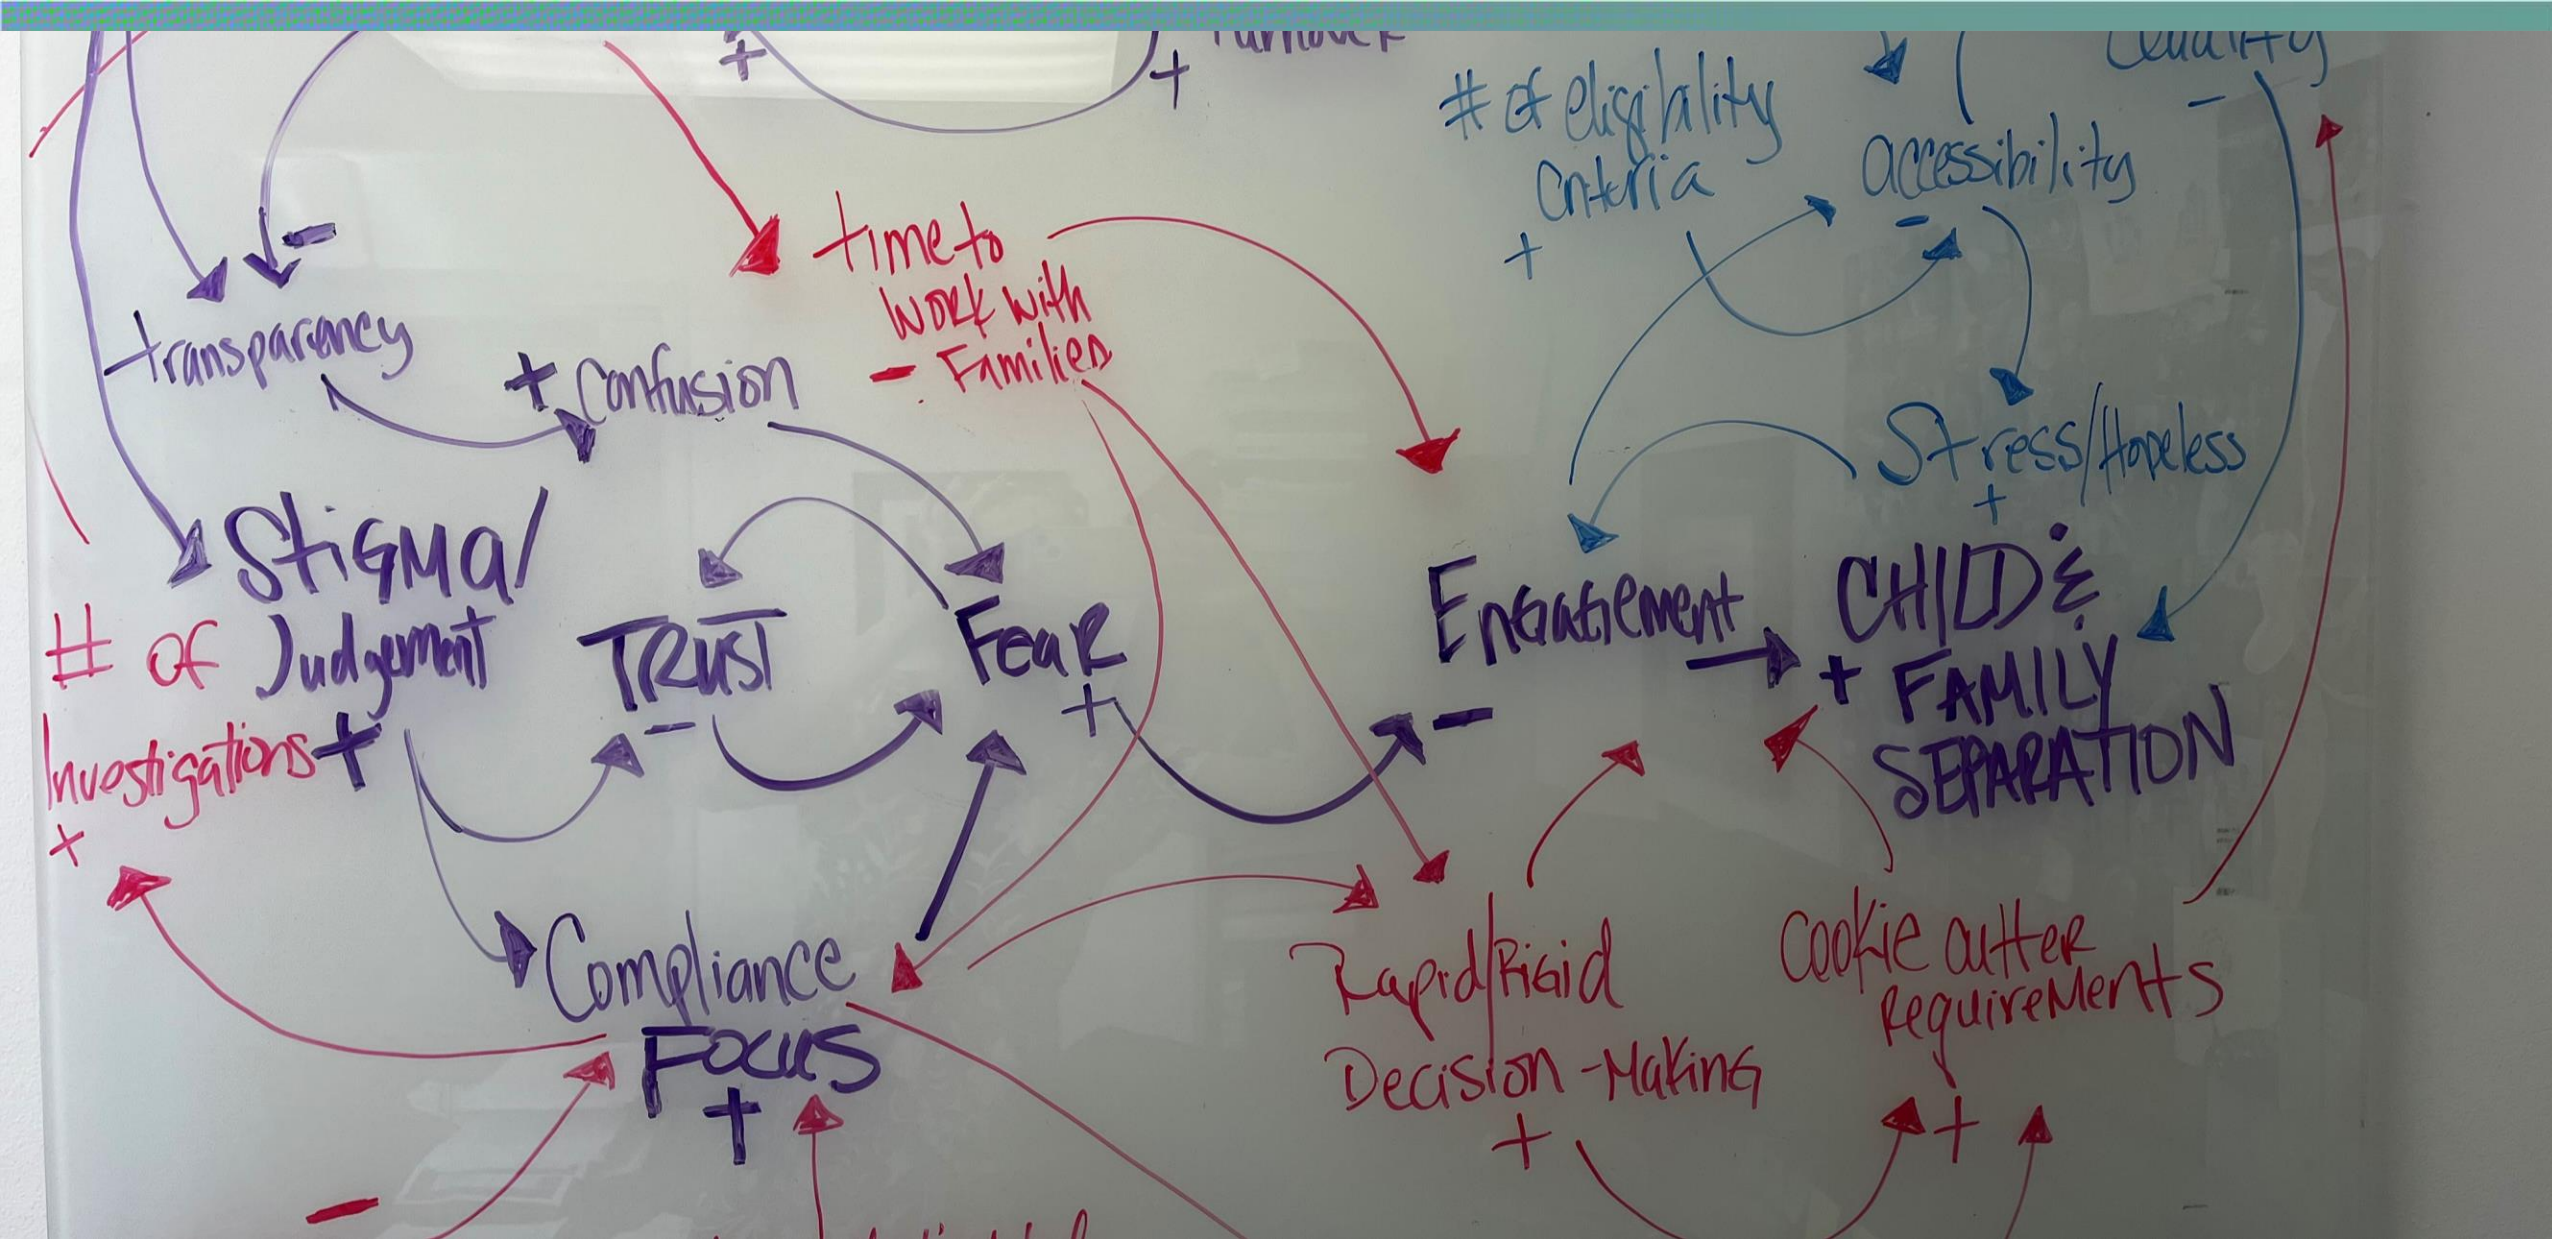 +
+
# of eligibility
criteria
+
accessibility
-
-
-
transparency
time to
work with
- Families
+ Confusion
Stress/Hopeless
+
Stigma/
Judgement
+
# of
Investigations
+
TRUST
-
Fear
+
Engagement
-
CHILD &
+ FAMILY
SEPARATION
Compliance
FOCUS
+
Rapid/Rigid
Decision-Making
+
Cookie cutter
Requirements
+
-